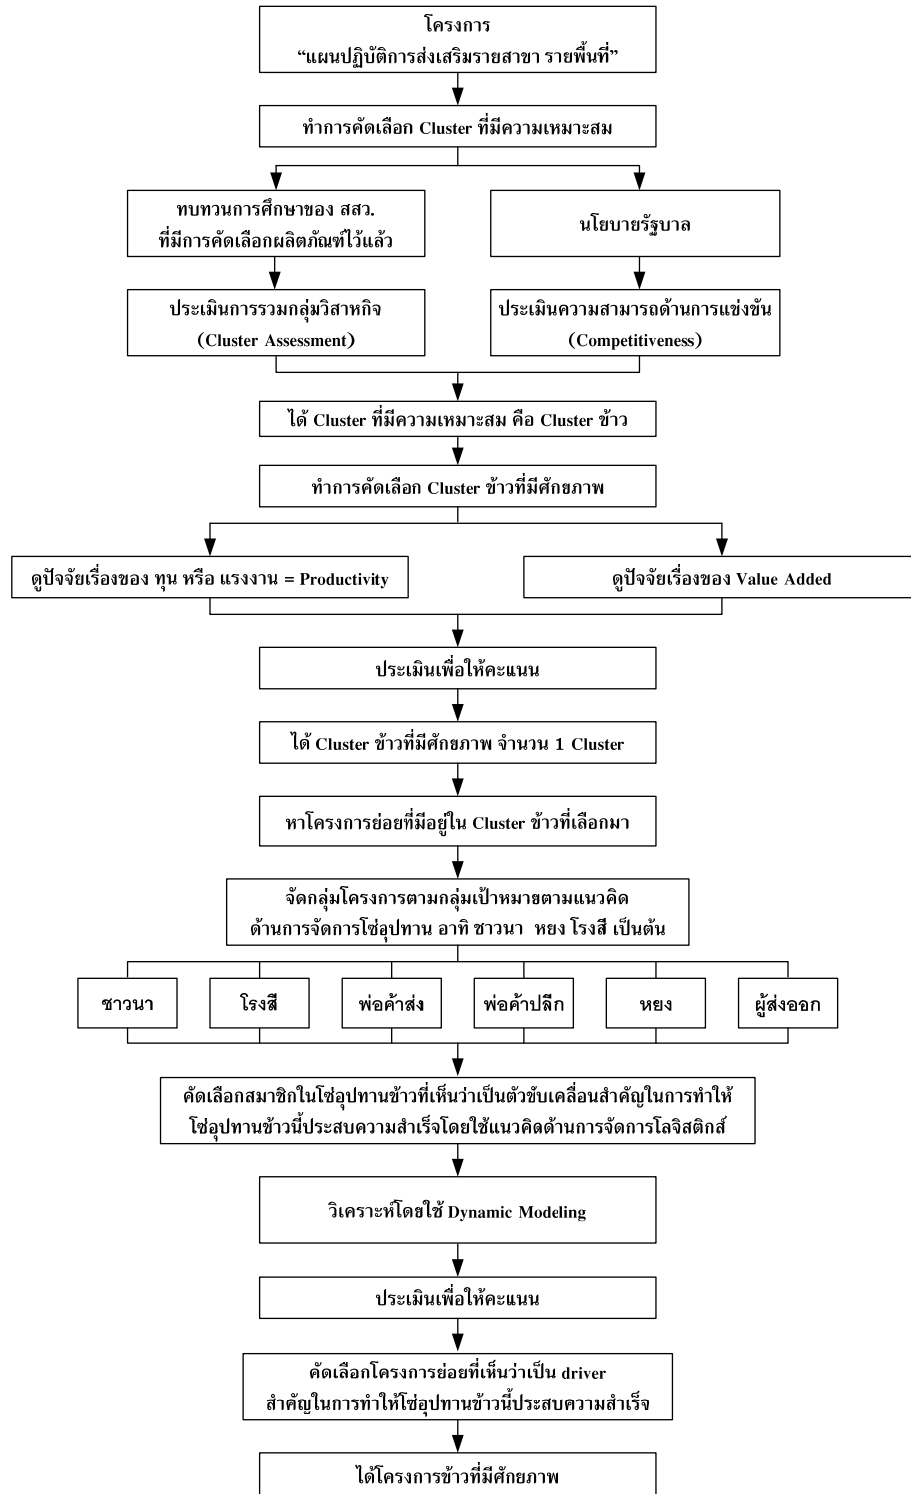 โครงการ
“แผนปฏิบัติการส่งเสริมรายสาขา รายพื้นที่”
ทำการคัดเลือก Cluster ที่มีความเหมาะสม
ทบทวนการศึกษาของ สสว.
ที่มีการคัดเลือกผลิตภัณฑ์ไว้แล้ว
นโยบายรัฐบาล
ประเมินการรวมกลุ่มวิสาหกิจ
(Cluster Assessment)
ประเมินความสามารถด้านการแข่งขัน
(Competitiveness)
ได้ Cluster ที่มีความเหมาะสม คือ Cluster ข้าว
ทำการคัดเลือก Cluster ข้าวที่มีศักยภาพ
ดูปัจจัยเรื่องของ ทุน หรือ แรงงาน = Productivity
ดูปัจจัยเรื่องของ Value Added
ประเมินเพื่อให้คะแนน
ได้ Cluster ข้าวที่มีศักยภาพ จำนวน 1 Cluster
หาโครงการย่อยที่มีอยู่ใน Cluster ข้าวที่เลือกมา
จัดกลุ่มโครงการตามกลุ่มเป้าหมายตามแนวคิด
ด้านการจัดการโซ่อุปทาน อาทิ ชาวนา หยง โรงสี เป็นต้น
ชาวนา
โรงสี
พ่อค้าส่ง
พ่อค้าปลีก
หยง
ผู้ส่งออก
คัดเลือกสมาชิกในโซ่อุปทานข้าวที่เห็นว่าเป็นตัวขับเคลื่อนสำคัญในการทำให้
โซ่อุปทานข้าวนี้ประสบความสำเร็จโดยใช้แนวคิดด้านการจัดการโลจิสติกส์
วิเคราะห์โดยใช้ Dynamic Modeling
ประเมินเพื่อให้คะแนน
คัดเลือกโครงการย่อยที่เห็นว่าเป็น driver
สำคัญในการทำให้โซ่อุปทานข้าวนี้ประสบความสำเร็จ
ได้โครงการข้าวที่มีศักยภาพ